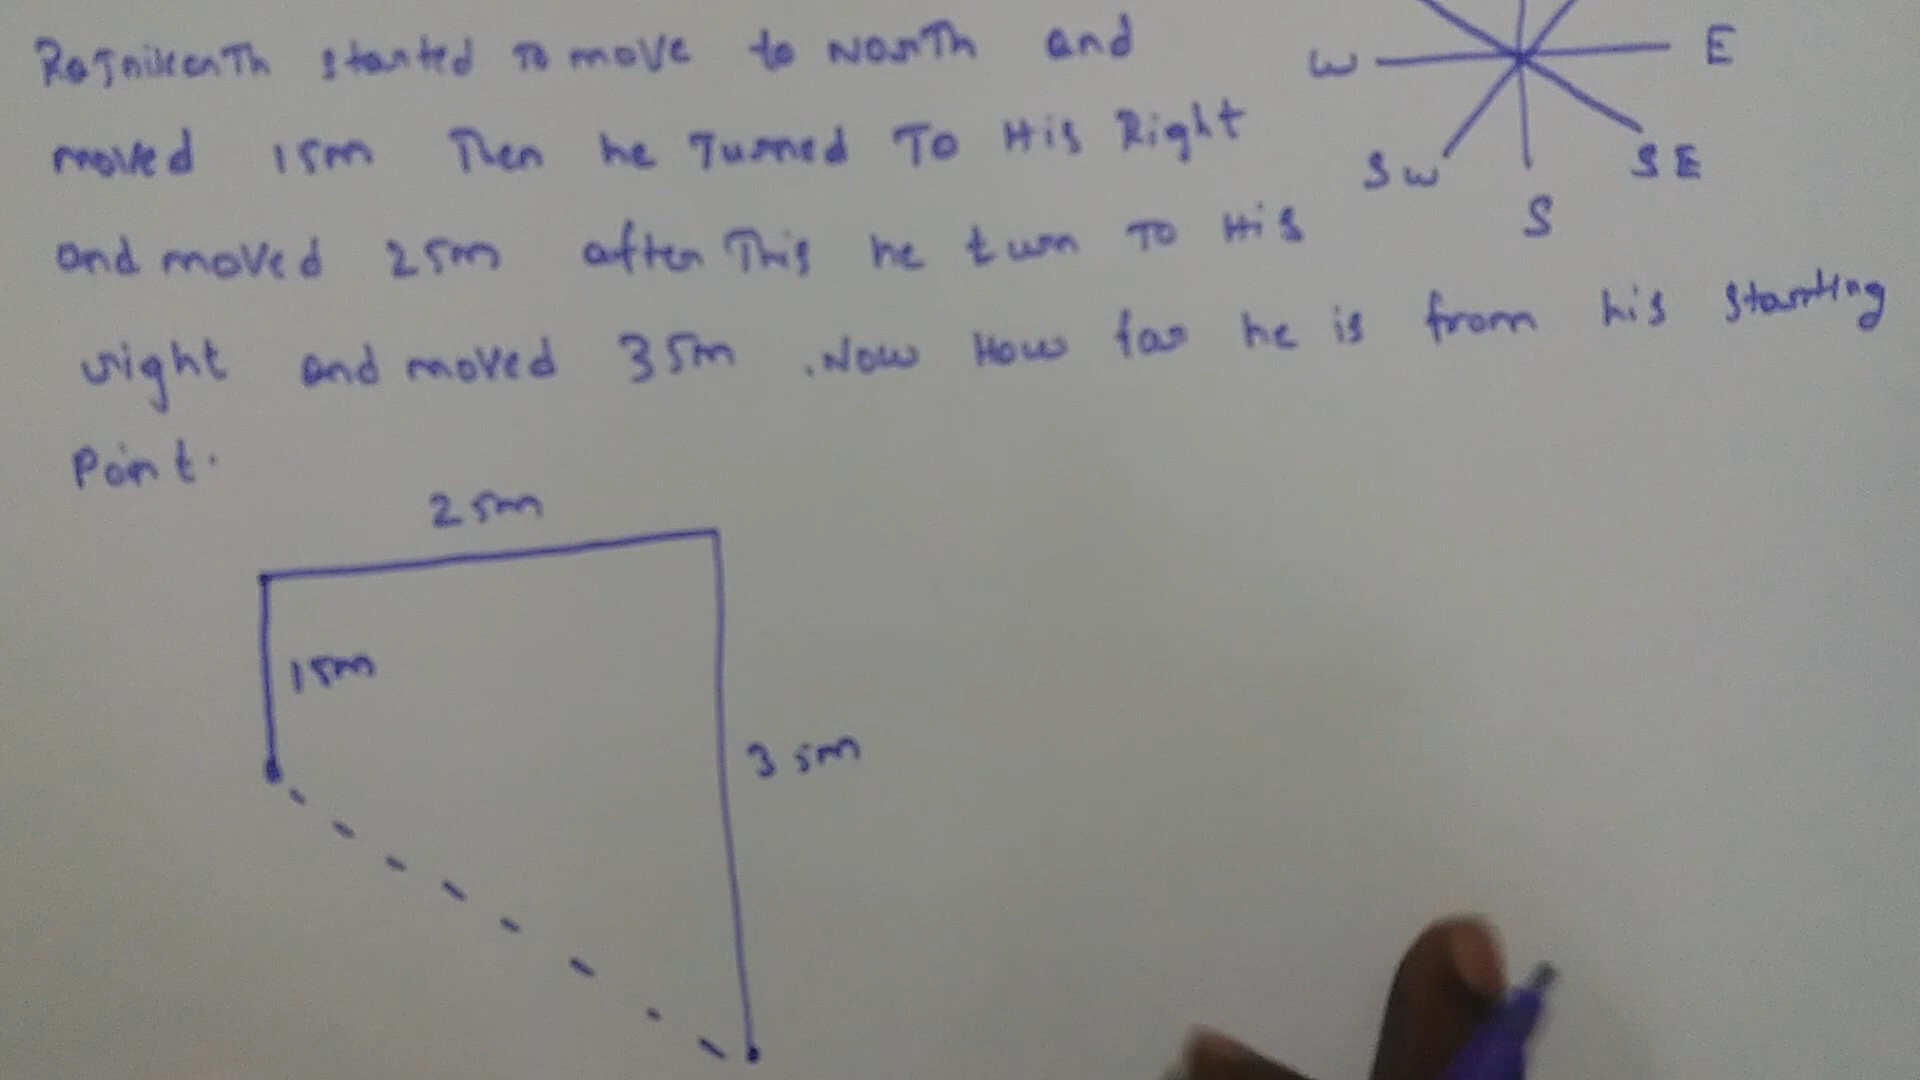 Rajnikanth started to move to North and
moved 15m Then he Turned To His Right
and moved 25m after This he turn To His
right and moved 35m . Now How far he is from his starting
Point.
W E
SW SE
S
25m
15m
35m